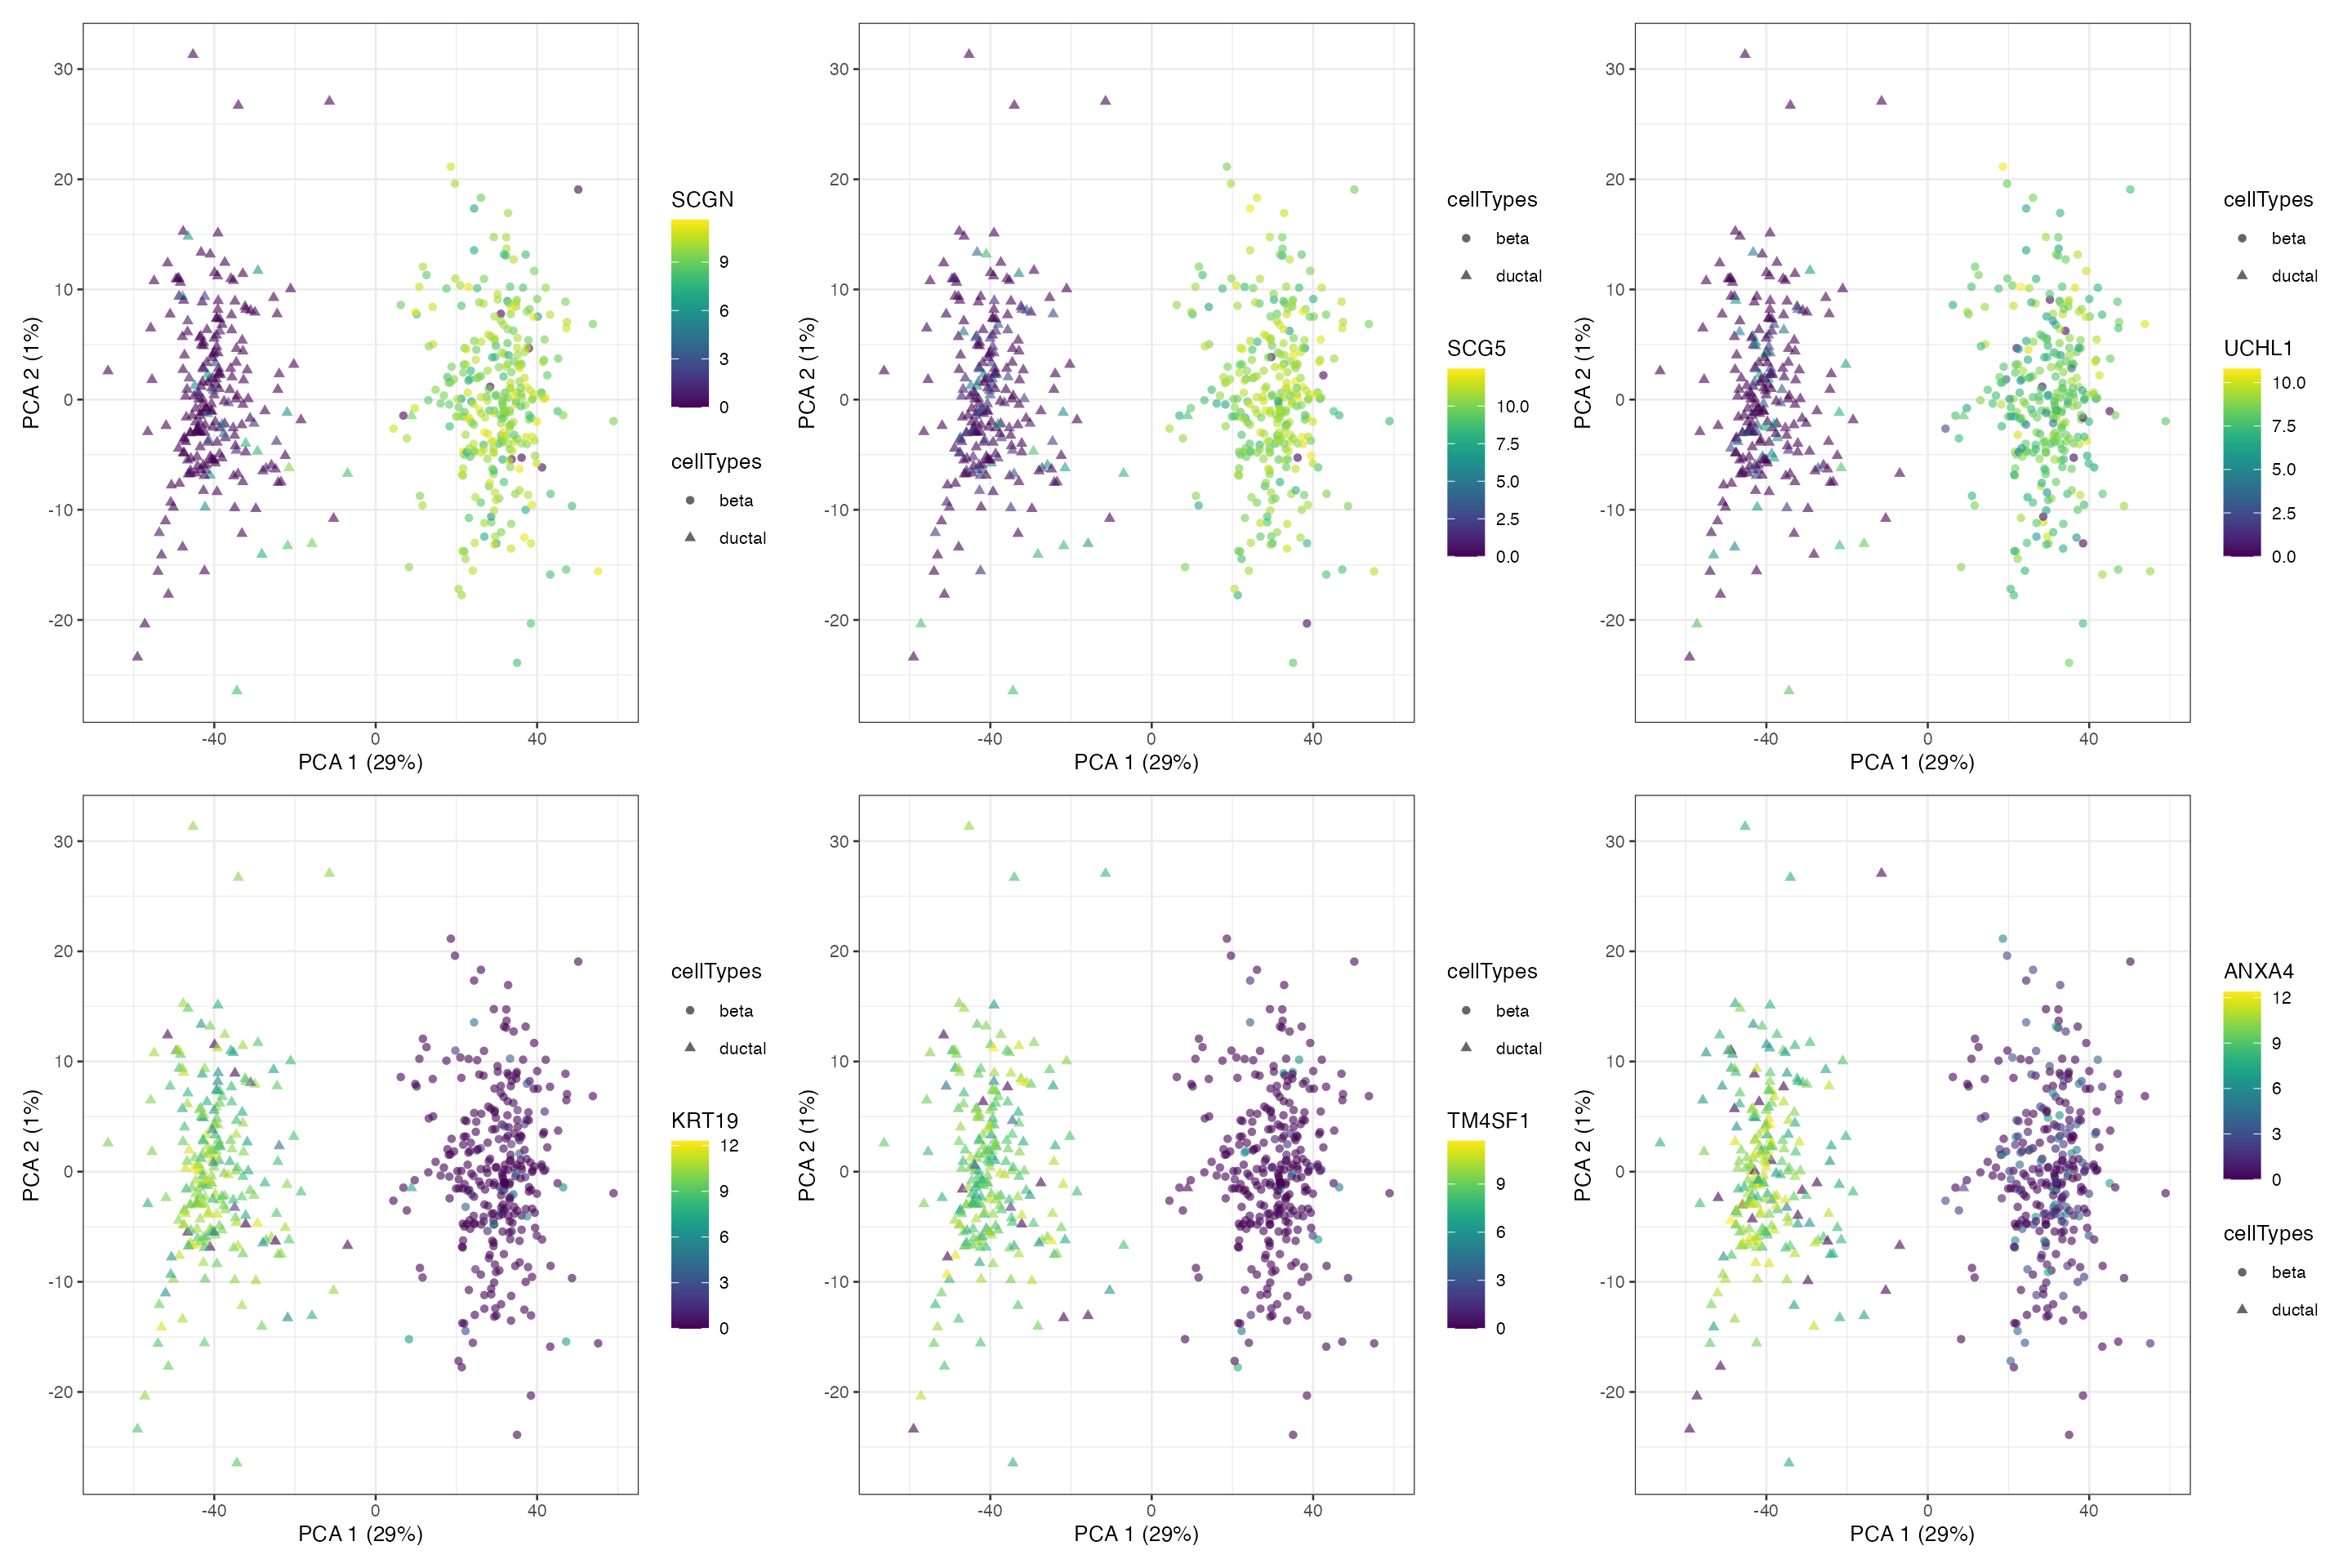 30
20
10
0
-10
-20
-40 0 40
PCA 1 (29%)
PCA 2 (1%)
SCGN
9
6
3
0
cellTypes
beta
ductal
30
20
10
0
-10
-20
-40 0 40
PCA 1 (29%)
PCA 2 (1%)
cellTypes
beta
ductal
SCG5
10.0
7.5
5.0
2.5
0.0
30
20
10
0
-10
-20
-40 0 40
PCA 1 (29%)
PCA 2 (1%)
cellTypes
beta
ductal
UCHL1
10.0
7.5
5.0
2.5
0.0
30
20
10
0
-10
-20
-40 0 40
PCA 1 (29%)
PCA 2 (1%)
cellTypes
beta
ductal
KRT19
12
9
6
3
0
30
20
10
0
-10
-20
-40 0 40
PCA 1 (29%)
PCA 2 (1%)
cellTypes
beta
ductal
TM4SF1
9
6
3
0
30
20
10
0
-10
-20
-40 0 40
PCA 1 (29%)
PCA 2 (1%)
ANXA4
12
9
6
3
0
cellTypes
beta
ductal